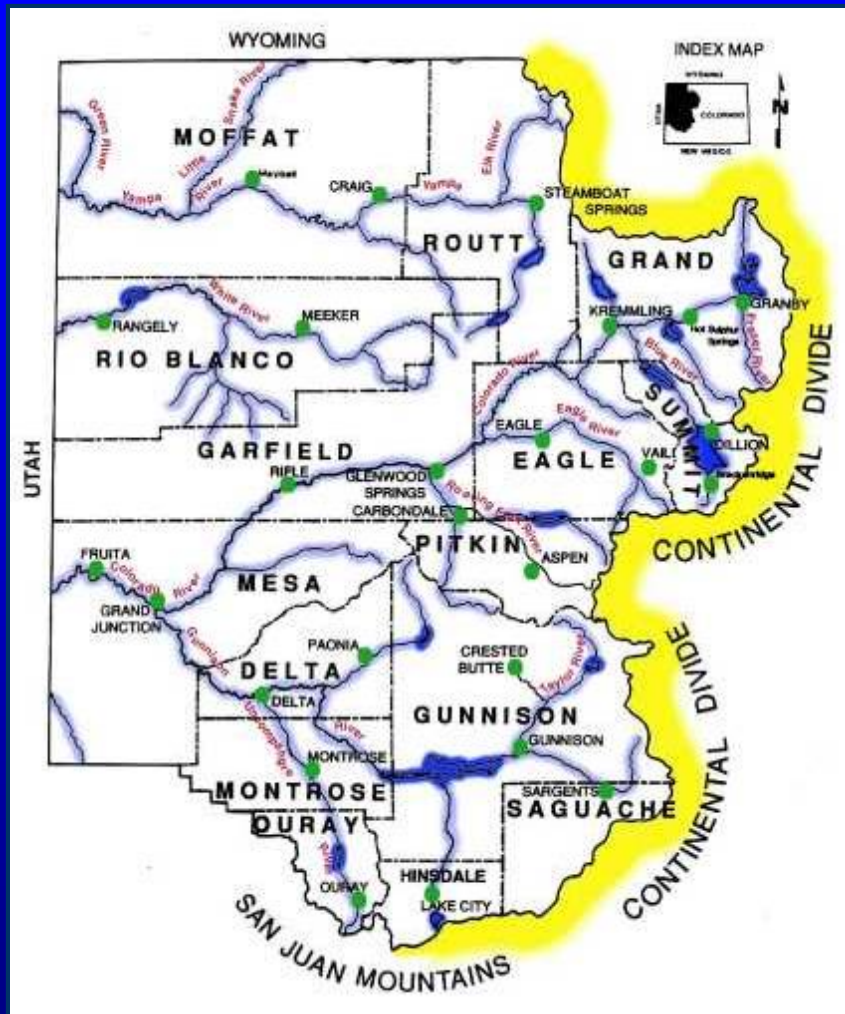 WYOMING
INDEX MAP
WYOMING
UTAH
COLORADO
NEW MEXICO
N
Green River
MOFFAT
Little
Snake River
Yampa
River
Maybell
CRAIG
Yampa
Elk River
STEAMBOAT
SPRINGS
ROUTT
GRAND
White River
RANGELY
MEEKER
KREMMLING
GRANBY
Hot Sulphur
Springs
RIO BLANCO
Colorado River
Blue River
Fraser River
SUMMIT
EAGLE
Eagle River
GARFIELD
EAGLE
VAIL
DILLION
Breckenridge
UTAH
RIFLE
GLENWOOD
SPRINGS
Roaring Fork River
CARBONDALE
PITKIN
ASPEN
CONTINENTAL DIVIDE
FRUITA
Colorado
River
MESA
GRAND
JUNCTION
Gunnison
PAONIA
CRESTED
BUTTE
Taylor River
DELTA
DELTA
GUNNISON
River
Uncompahgre
GUNNISON
MONTROSE
MONTROSE
SARGENTS
SAGUACHE
OURAY
River
HINSDALE
OURAY
LAKE CITY
CONTINENTAL DIVIDE
SAN JUAN MOUNTAINS